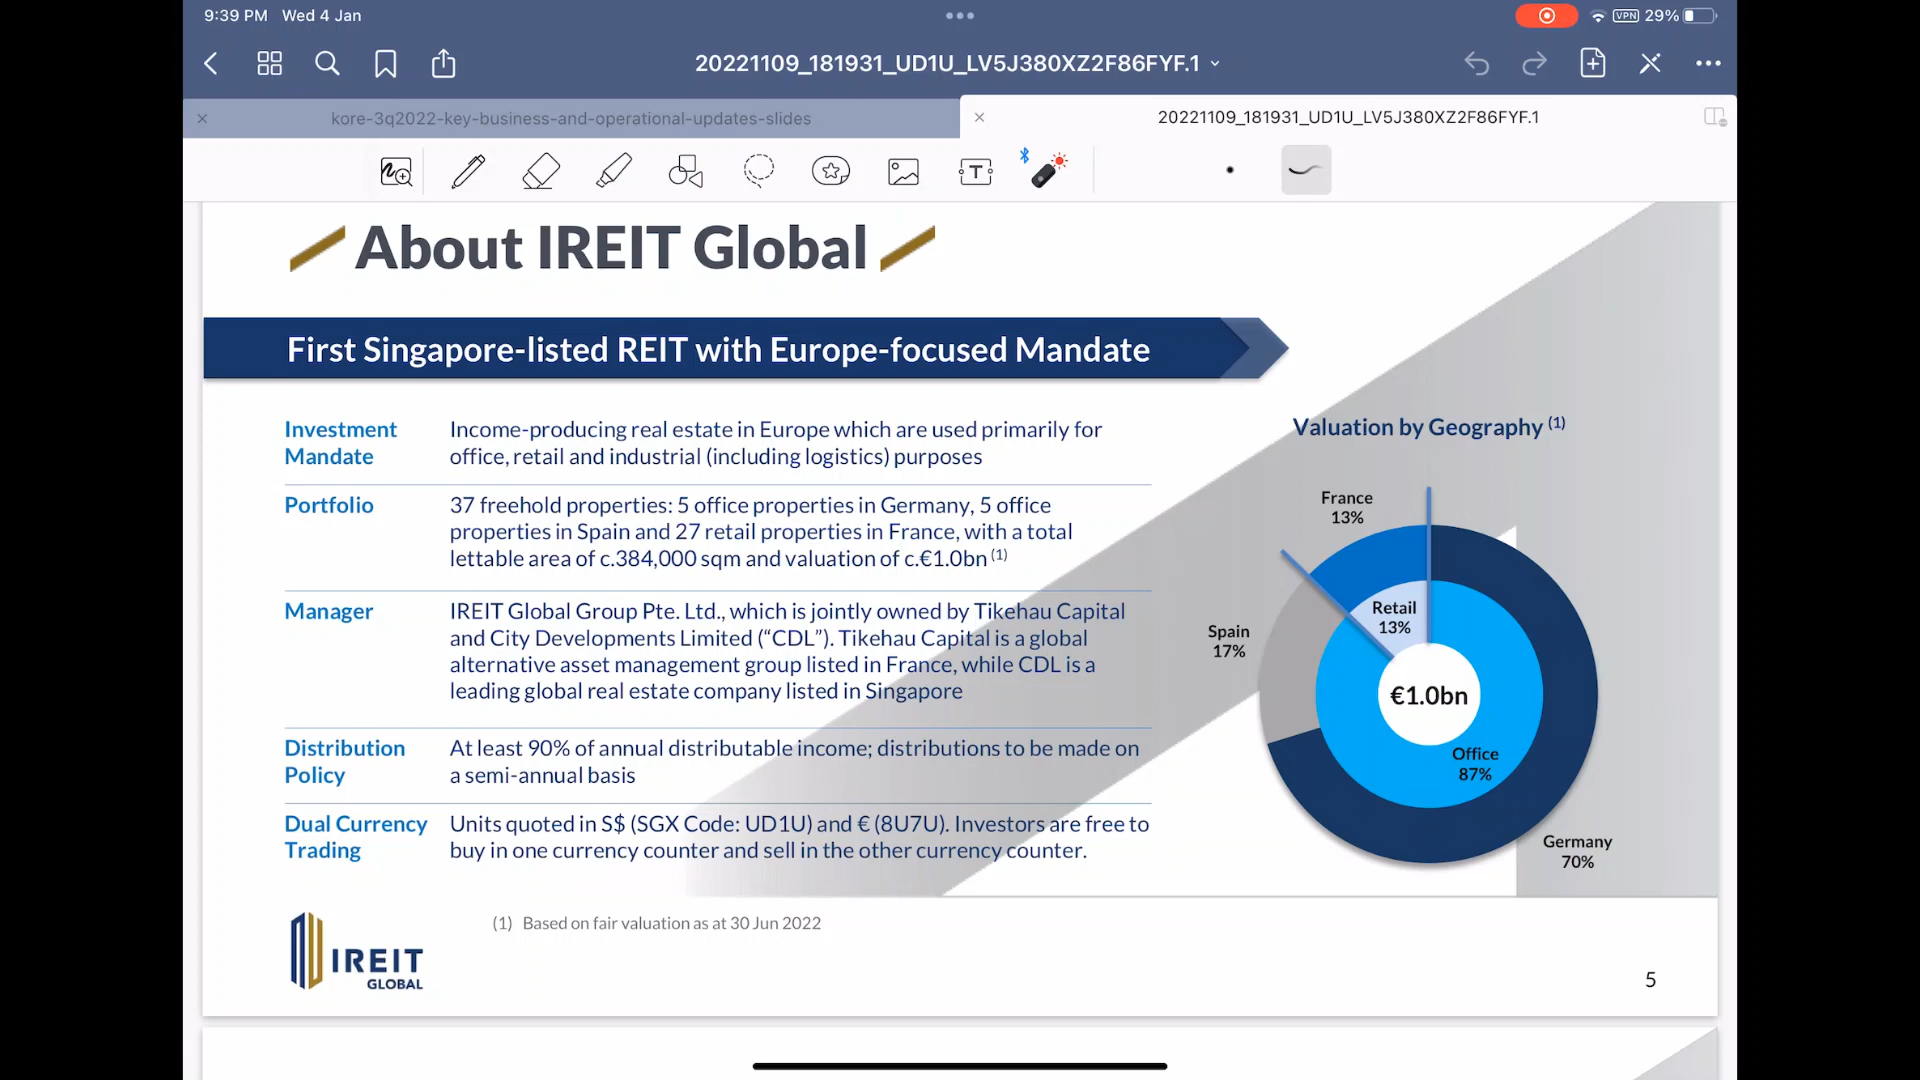 9:39 PM Wed 4 Jan
VPN 29%
20221109_181931_UD1U_LV5J380XZ2F86FYF.1
kore-3q2022-key-business-and-operational-updates-slides
20221109_181931_UD1U_LV5J380XZ2F86FYF.1
T
About IREIT Global
First Singapore-listed REIT with Europe-focused Mandate
Investment Mandate
Income-producing real estate in Europe which are used primarily for
office, retail and industrial (including logistics) purposes
Portfolio
37 freehold properties: 5 office properties in Germany, 5 office
properties in Spain and 27 retail properties in France, with a total
lettable area of c.384,000 sqm and valuation of c.€1.0bn (1)
Manager
IREIT Global Group Pte. Ltd., which is jointly owned by Tikehau Capital
and City Developments Limited (“CDL”). Tikehau Capital is a global
alternative asset management group listed in France, while CDL is a
leading global real estate company listed in Singapore
Distribution
Policy
At least 90% of annual distributable income; distributions to be made on
a semi-annual basis
Dual Currency
Trading
Units quoted in S$ (SGX Code: UD1U) and € (8U7U). Investors are free to
buy in one currency counter and sell in the other currency counter.
Valuation by Geography (1)
France
13%
Retail
13%
Spain
17%
€1.0bn
Office
87%
Germany
70%
(1) Based on fair valuation as at 30 Jun 2022
IREIT
GLOBAL
5